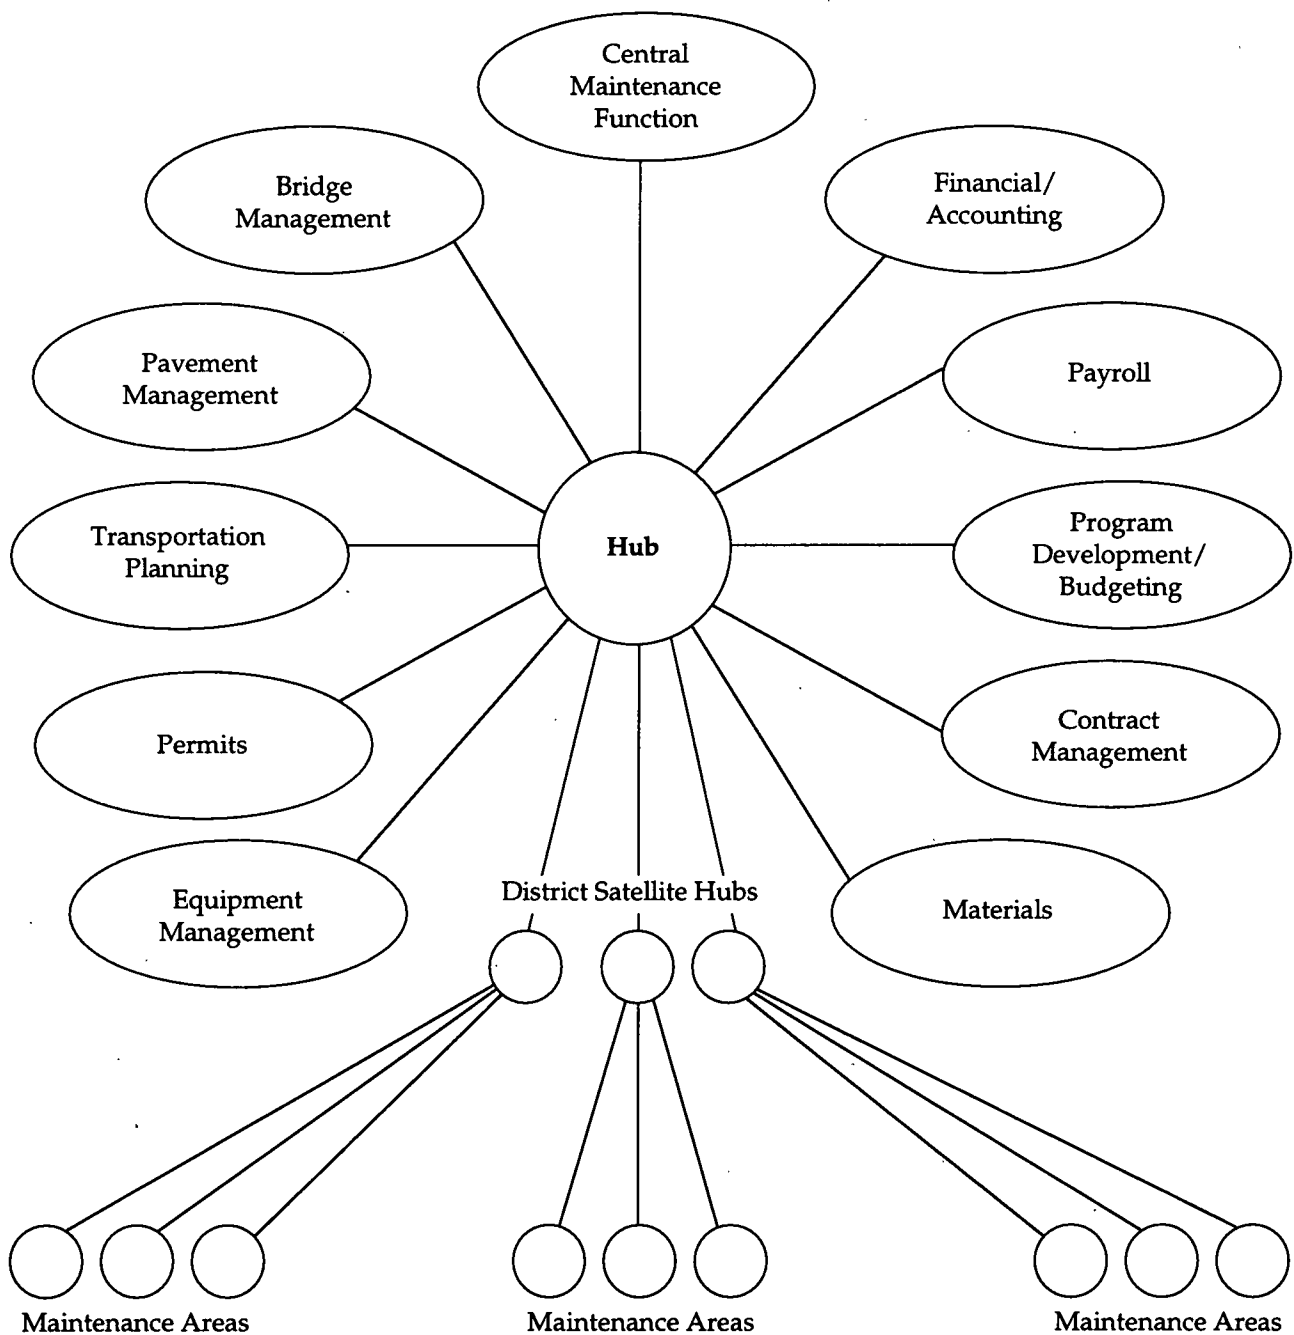 Central
Maintenance
Function
Bridge
Management
Financial/
Accounting
Pavement
Management
Payroll
Transportation
Planning
Hub
Program
Development/
Budgeting
Permits
Contract
Management
Equipment
Management
District Satellite Hubs
Materials
Maintenance Areas
Maintenance Areas
Maintenance Areas